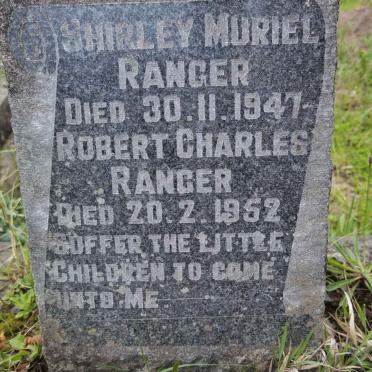 SHIRLEY MURIEL
RANGER
DIED 30.11.1947
ROBERT CHARLES
RANGER
DIED 20.2.1952
SUFFER THE LITTLE
CHILDREN TO COME
UNTO ME